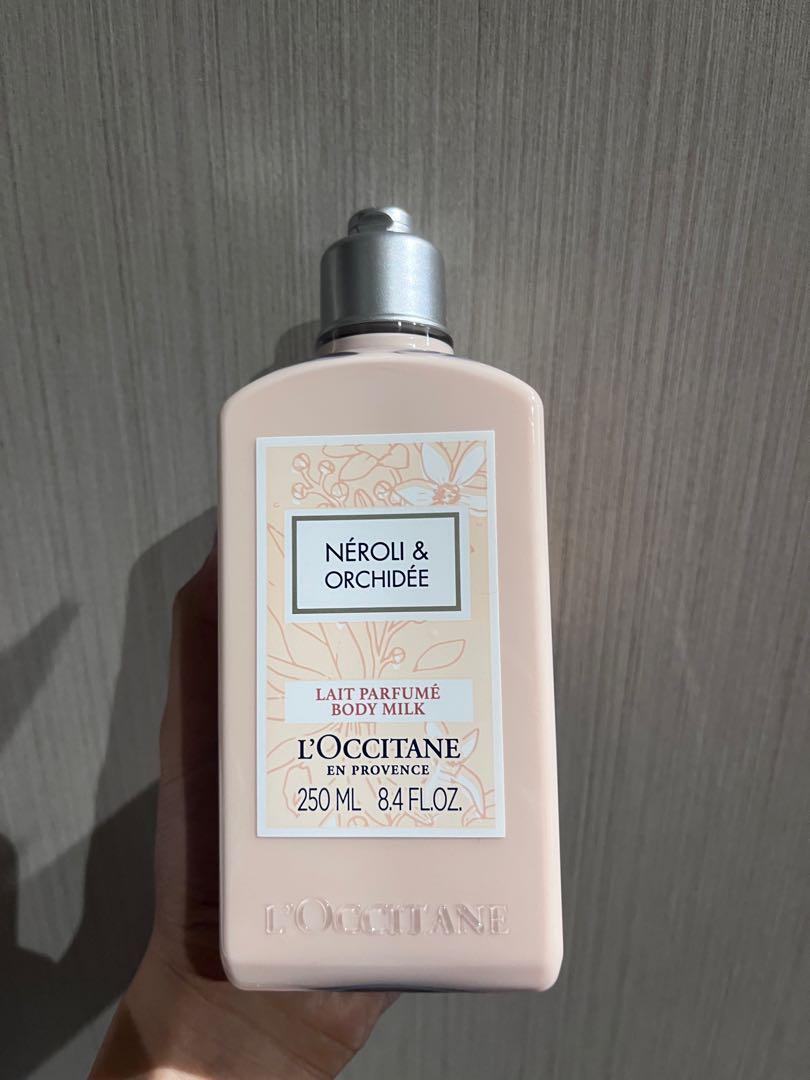 NÉROLI &
ORCHIDÉE
LAIT PARFUMÉ
BODY MILK
L'OCCITANE
EN PROVENCE
250 ML 8.4 FL.OZ.
L'OCCITANE